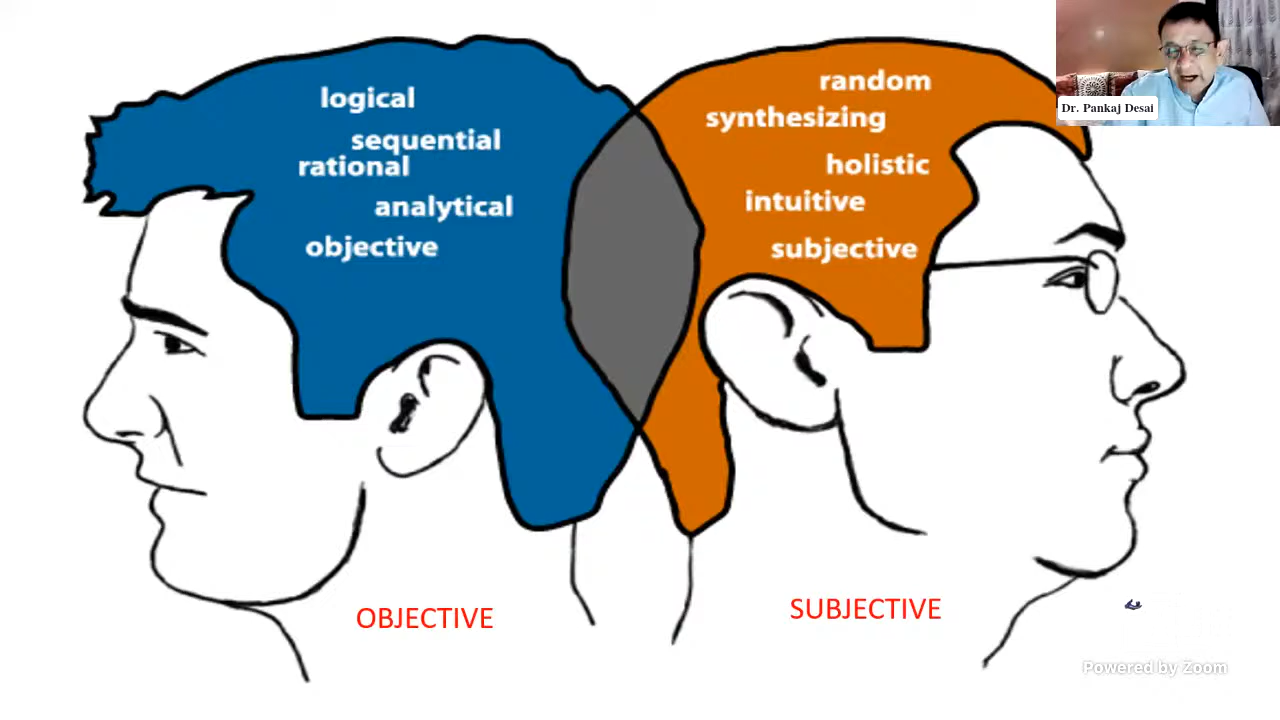 logical
sequential
rational
analytical
objective
random
synthesizing
holistic
intuitive
subjective
Dr. Pankaj Desai
OBJECTIVE
SUBJECTIVE
Powered by Zoom